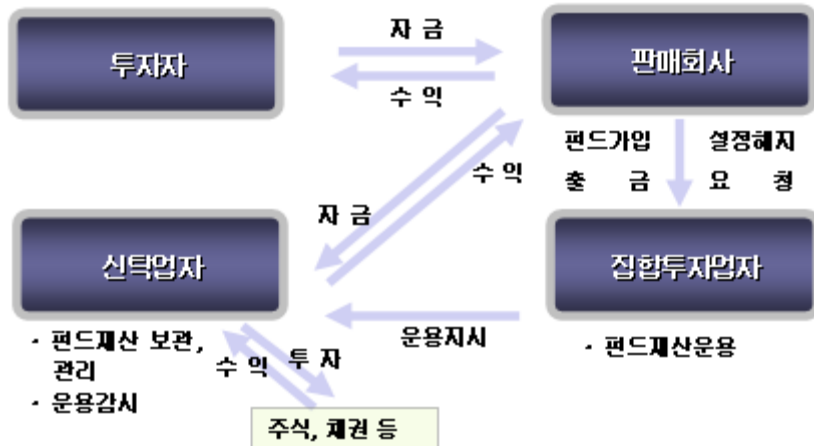 자 금
투자자
판매회사
수 익
펀드가입 설정해지
출 금 요 청
수 익
자 금
신탁업자
집합투자업자
운용지시
· 펀드재산 보관,
관리
· 운용감시
수 익
투 자
· 펀드재산운용
주식, 채권 등